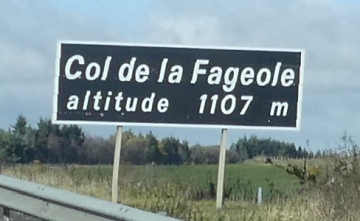 Col de la Fageole
altitude 1107 m